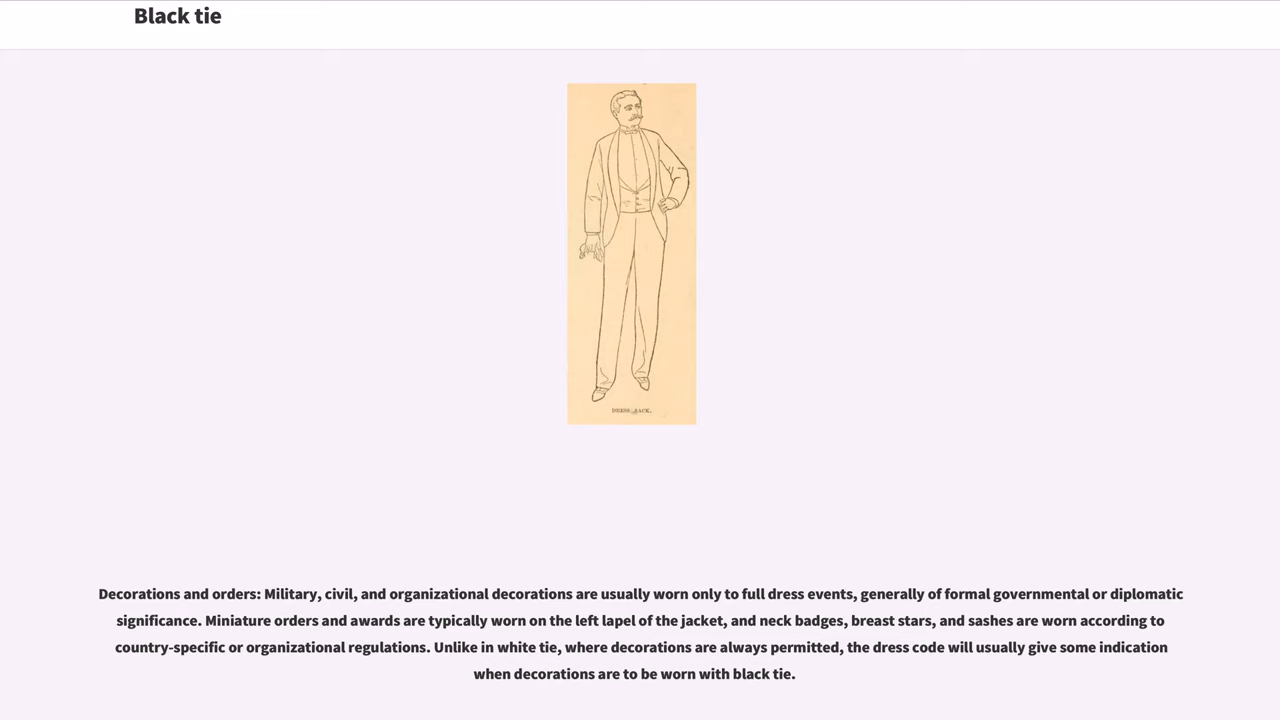 Black tie
DRESS SACK.
Decorations and orders: Military, civil, and organizational decorations are usually worn only to full dress events, generally of formal governmental or diplomatic
significance. Miniature orders and awards are typically worn on the left lapel of the jacket, and neck badges, breast stars, and sashes are worn according to
country-specific or organizational regulations. Unlike in white tie, where decorations are always permitted, the dress code will usually give some indication
when decorations are to be worn with black tie.